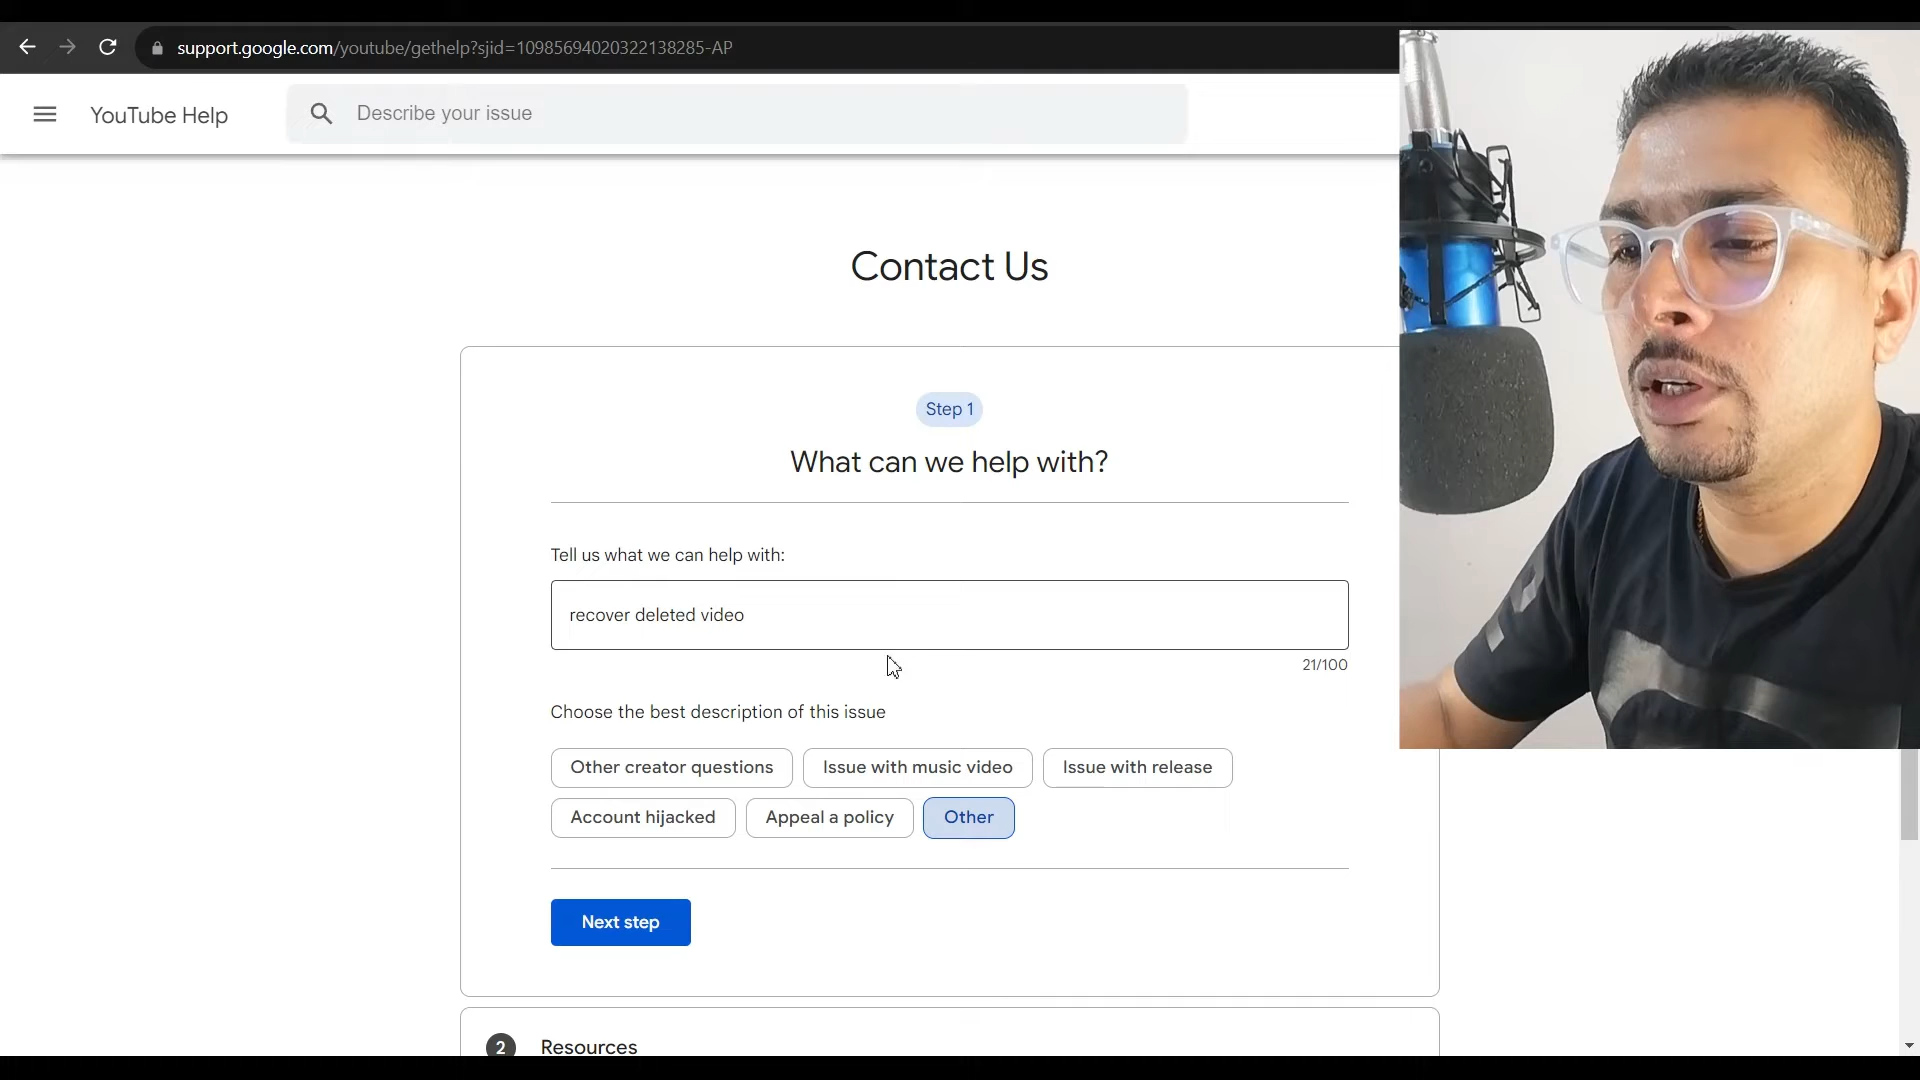 support.google.com/youtube/gethelp?sjid=10985694020322138285-AP
YouTube Help
Describe your issue
Contact Us
Step 1
What can we help with?
Tell us what we can help with:
recover deleted video
21/100
Choose the best description of this issue
Other creator questions
Issue with music video
Issue with release
Account hijacked
Appeal a policy
Other
Next step
2 Resources